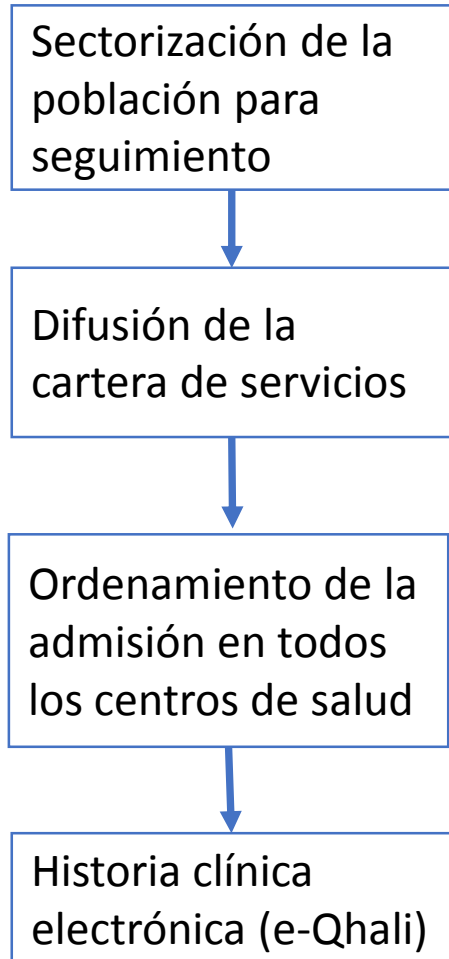 Sectorización de la
población para
seguimiento
Difusión de la
cartera de servicios
Ordenamiento de la
admisión en todos
los centros de salud
Historia clínica
electrónica (e-Qhali)